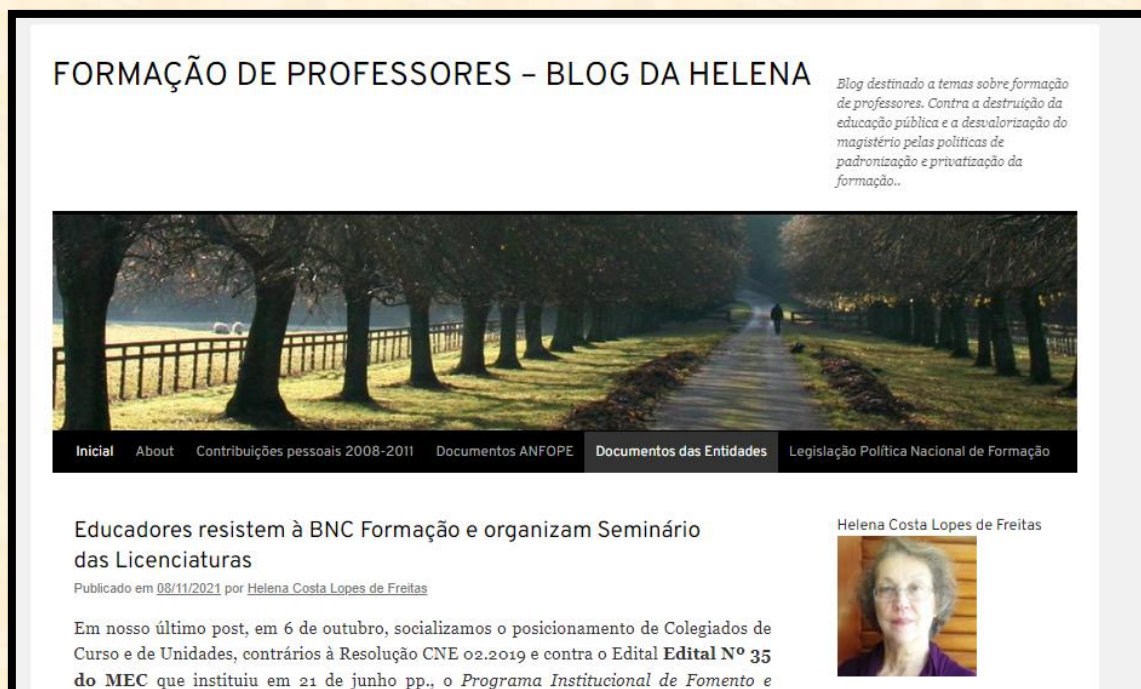 FORMAÇÃO DE PROFESSORES – BLOG DA HELENA
Blog destinado a temas sobre formação
de professores. Contra a destruição da
educação pública e a desvalorização do
magistério pelas politicas de
padronização e privatização da
formação..
Inicial About Contribuições pessoais 2008-2011 Documentos ANFOPE Documentos das Entidades Legislação Política Nacional de Formação
Educadores resistem à BNC Formação e organizam Seminário
das Licenciaturas
Publicado em 08/11/2021 por Helena Costa Lopes de Freitas
Em nosso último post, em 6 de outubro, socializamos o posicionamento de Colegiados de
Curso e de Unidades, contrários à Resolução CNE 02.2019 e contra o Edital Edital Nº 35
do MEC que instituiu em 21 de junho pp., o Programa Institucional de Fomento e
Helena Costa Lopes de Freitas